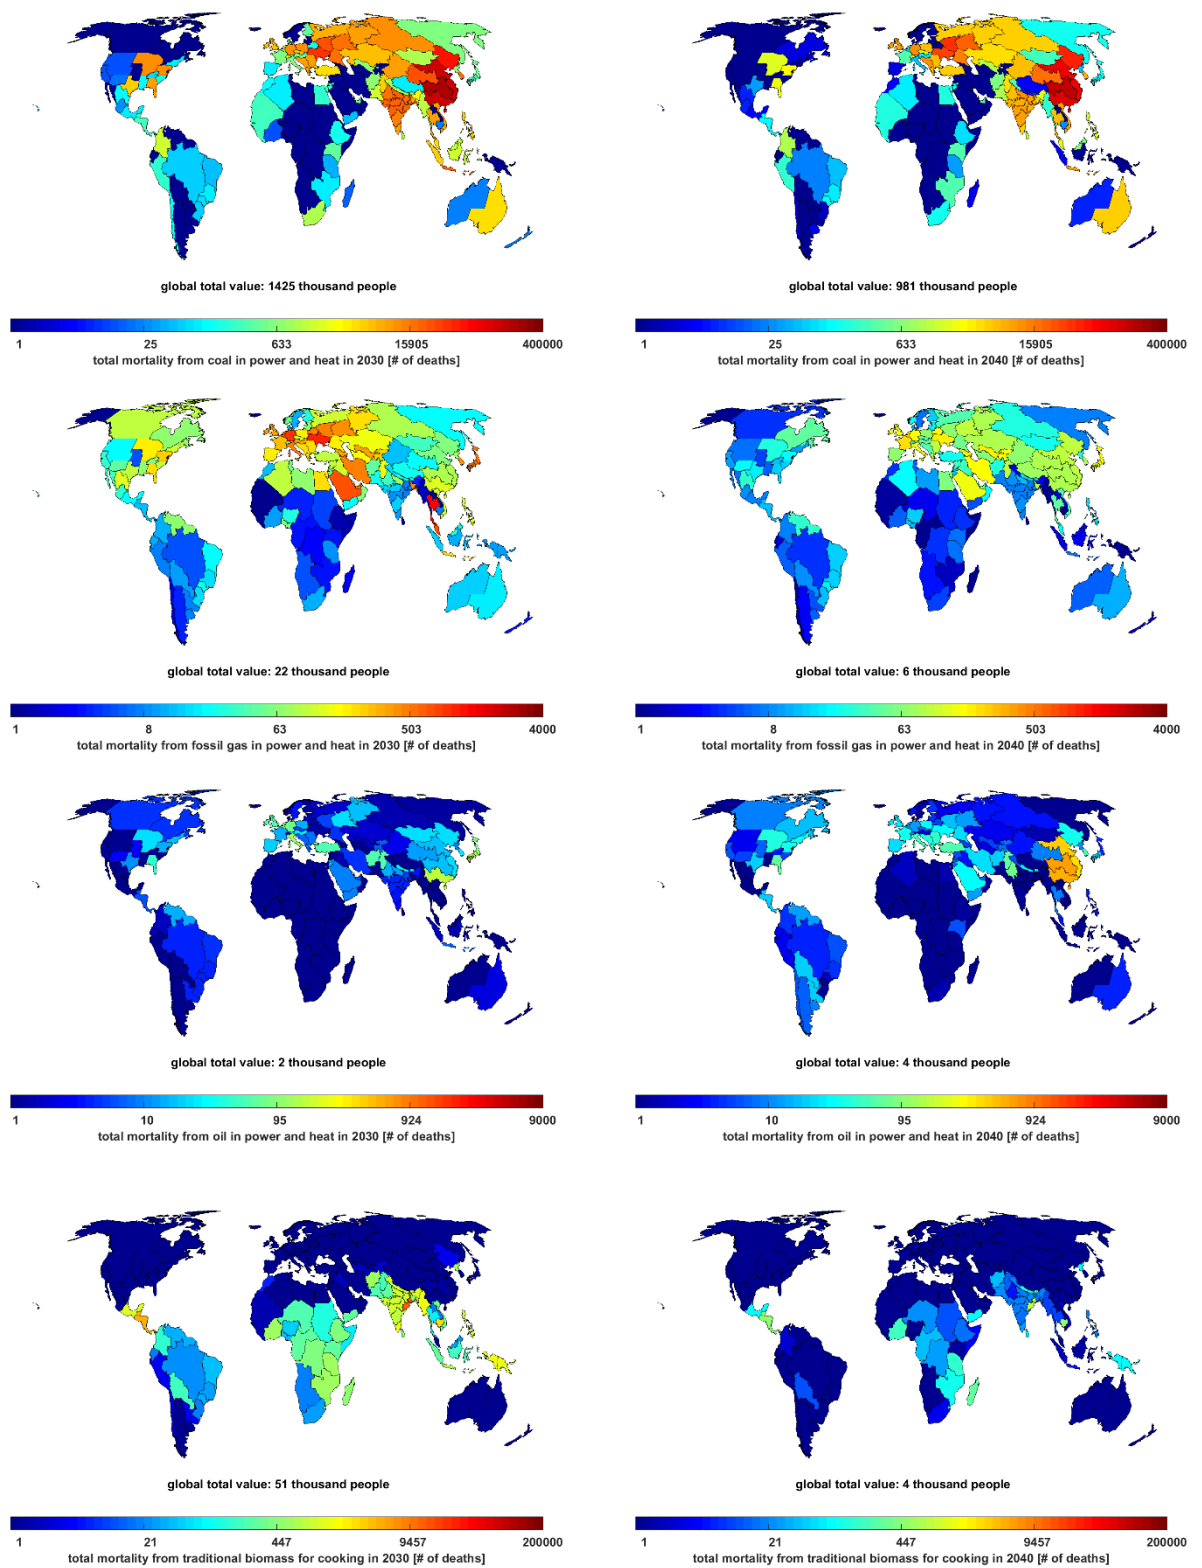 global total value: 1425 thousand people
global total value: 981 thousand people
1 25 633 15905 400000
total mortality from coal in power and heat in 2030 [# of deaths]
1 25 633 15905 400000
total mortality from coal in power and heat in 2040 [# of deaths]
global total value: 22 thousand people
global total value: 6 thousand people
1 8 63 503 4000
total mortality from fossil gas in power and heat in 2030 [# of deaths]
1 8 63 503 4000
total mortality from fossil gas in power and heat in 2040 [# of deaths]
global total value: 2 thousand people
global total value: 4 thousand people
1 10 95 924 9000
total mortality from oil in power and heat in 2030 [# of deaths]
1 10 95 924 9000
total mortality from oil in power and heat in 2040 [# of deaths]
global total value: 51 thousand people
global total value: 4 thousand people
1 21 447 9457 200000
total mortality from traditional biomass for cooking in 2030 [# of deaths]
1 21 447 9457 200000
total mortality from traditional biomass for cooking in 2040 [# of deaths]